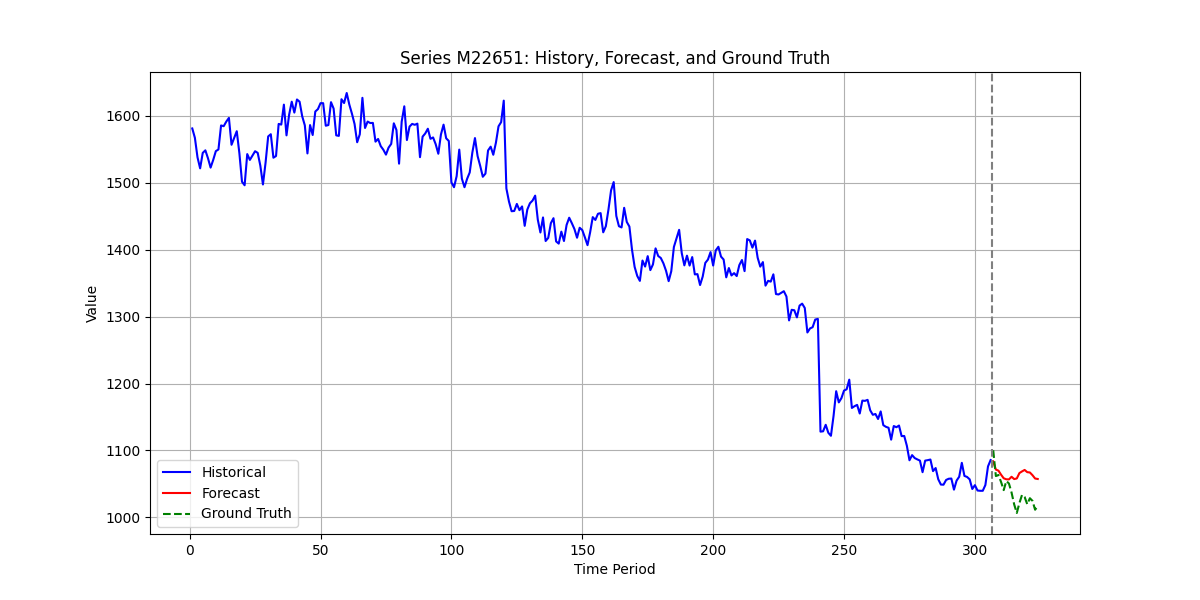 Series M22651: History, Forecast, and Ground Truth
Value
1600
1500
1400
1300
1200
1100
1000
Historical
Forecast
Ground Truth
0 50 100 150 200 250 300
Time Period